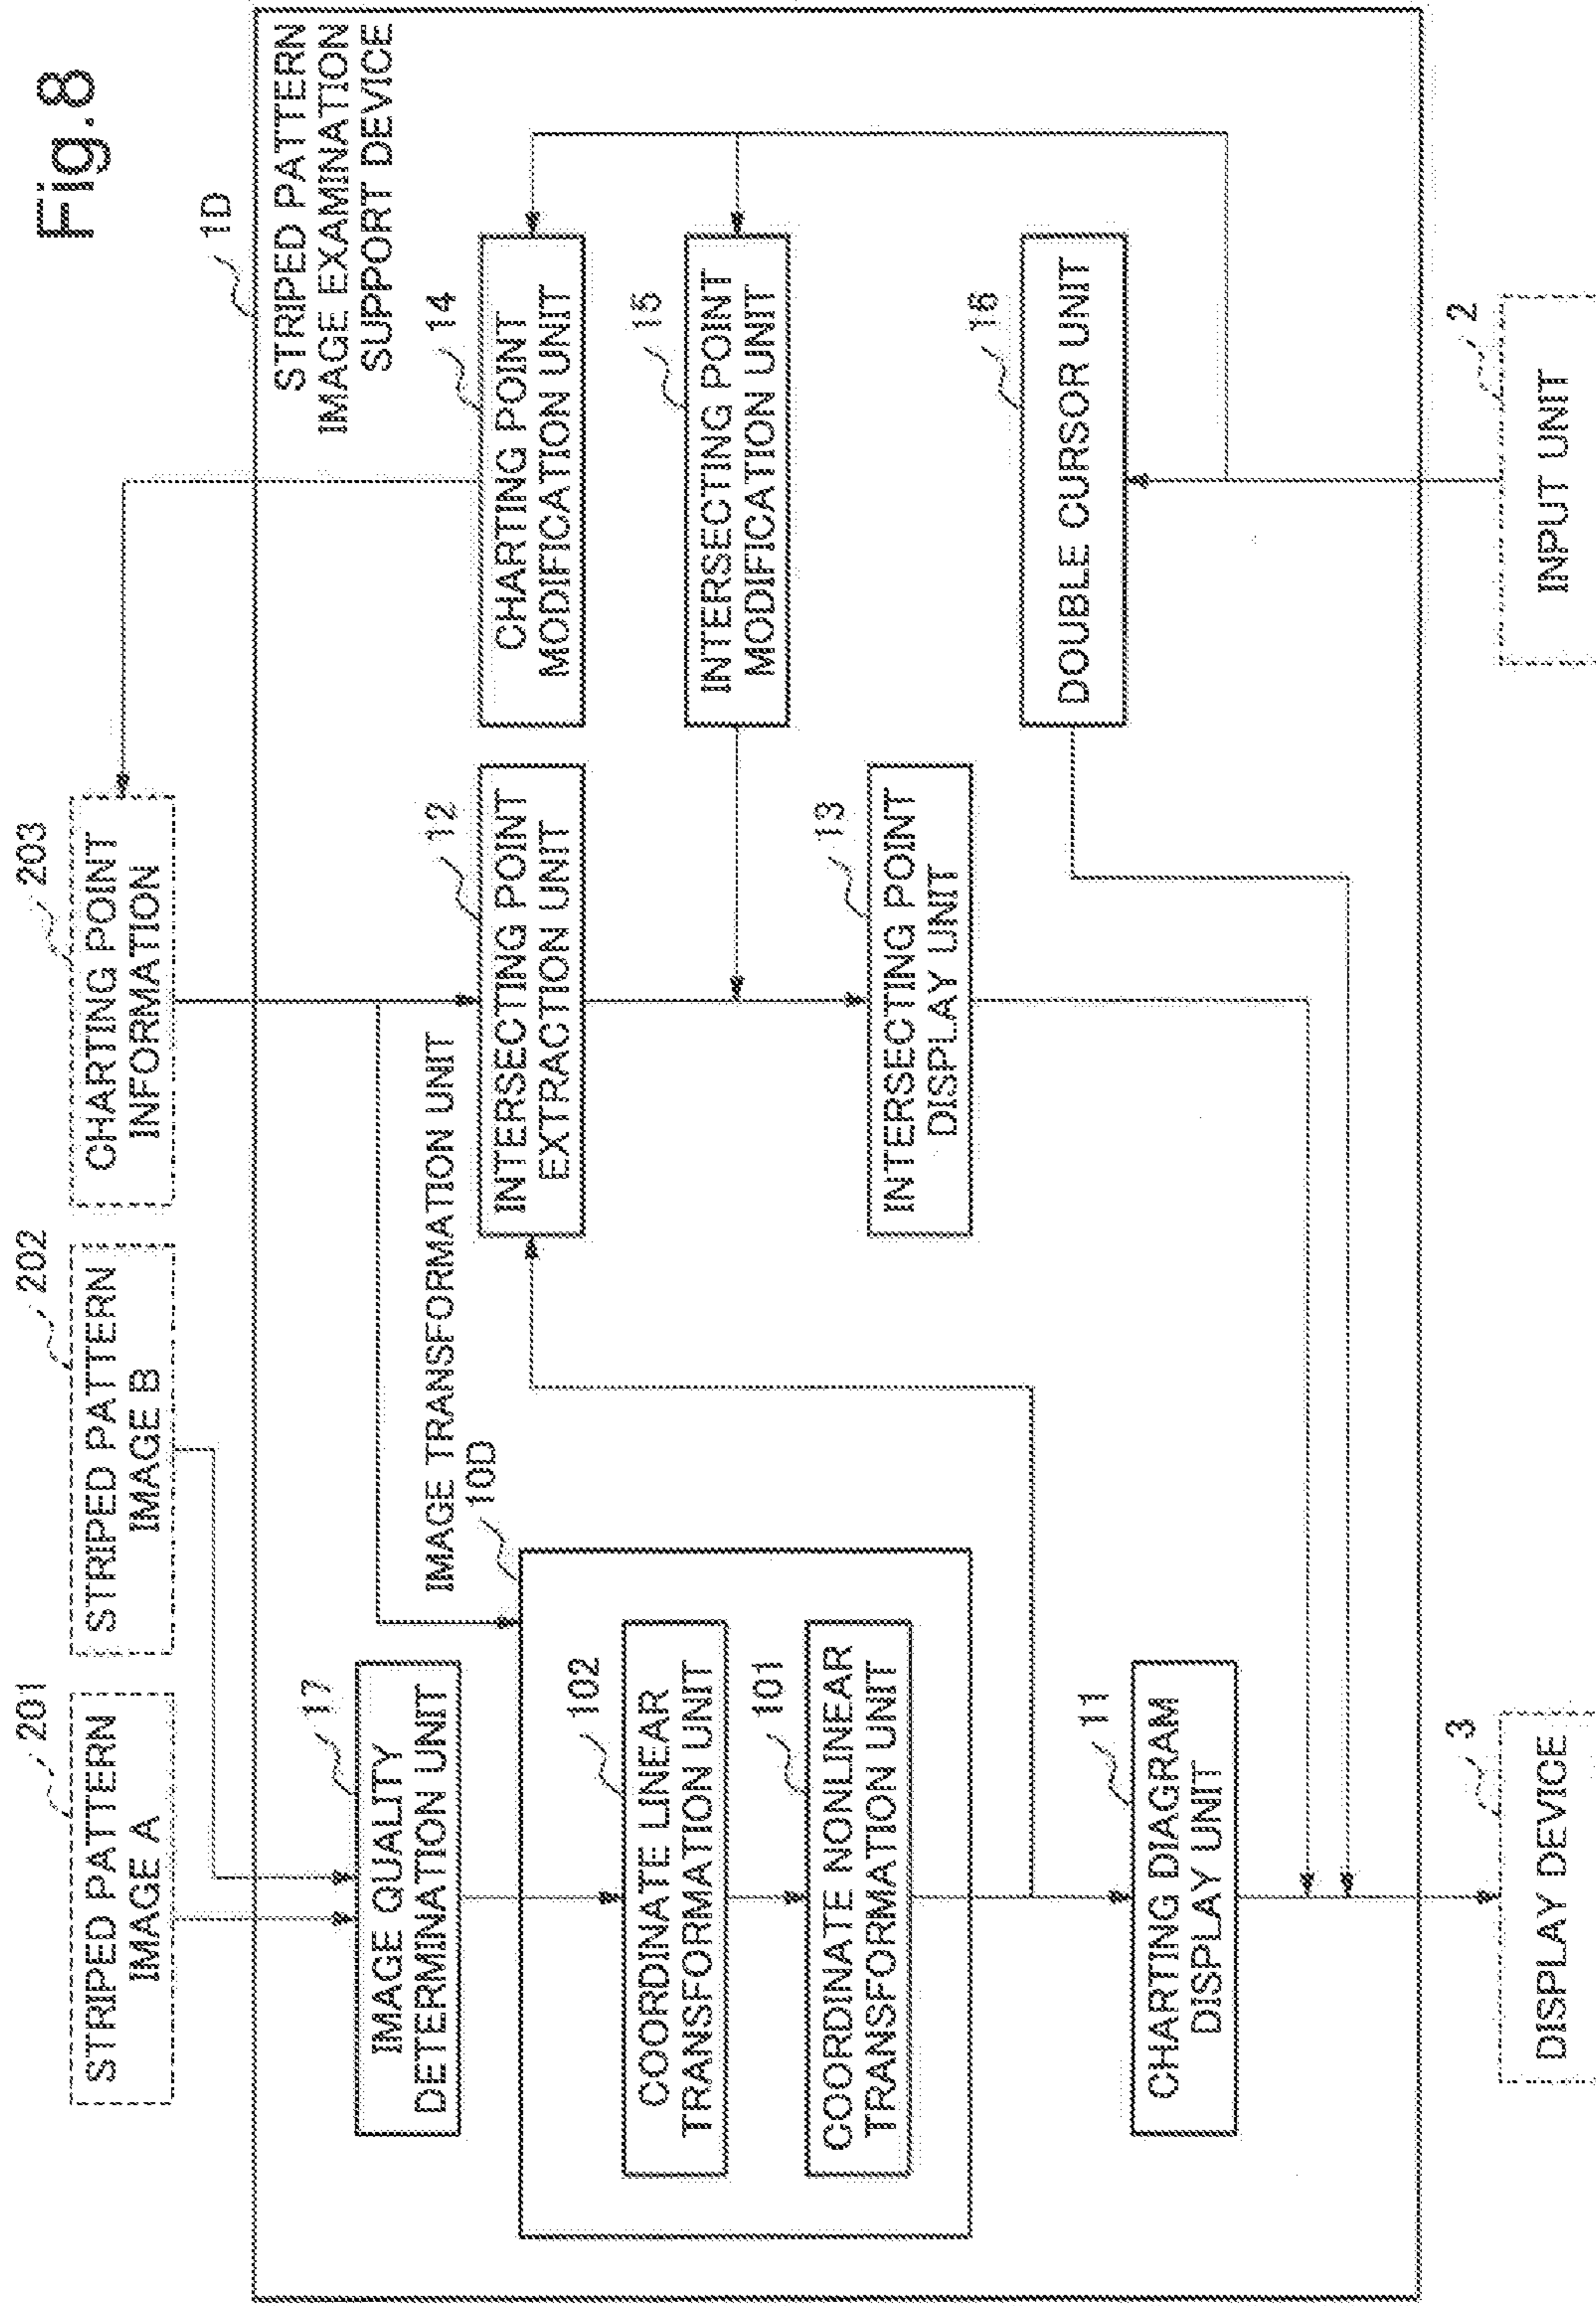 Fig.8
1D
STRIPED PATTERN
IMAGE EXAMINATION
SUPPORT DEVICE
201
STRIPED PATTERN
IMAGE A
202
STRIPED PATTERN
IMAGE B
203
CHARTING POINT
INFORMATION
17
IMAGE QUALITY
DETERMINATION UNIT
IMAGE TRANSFORMATION UNIT
10D
102
COORDINATE LINEAR
TRANSFORMATION UNIT
101
COORDINATE NONLINEAR
TRANSFORMATION UNIT
11
CHARTING DIAGRAM
DISPLAY UNIT
12
INTERSECTING POINT
EXTRACTION UNIT
13
INTERSECTING POINT
DISPLAY UNIT
14
CHARTING POINT
MODIFICATION UNIT
15
INTERSECTING POINT
MODIFICATION UNIT
16
DOUBLE CURSOR UNIT
3
DISPLAY DEVICE
2
INPUT UNIT